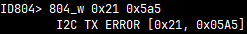 ID804> 804_w 0x21 0x5a5
I2C TX ERROR [0x21, 0x05A5]